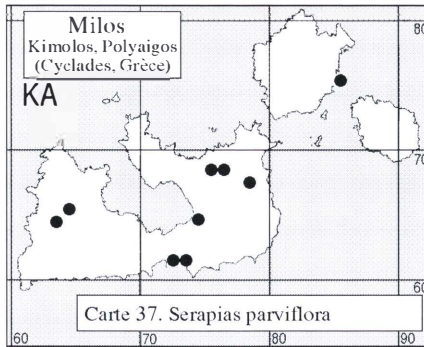 Milos
Kimolos, Polyaigos
(Cyclades, Grèce)
KA
80
70
60
Carte 37. Serapias parviflora
60 70 80 90